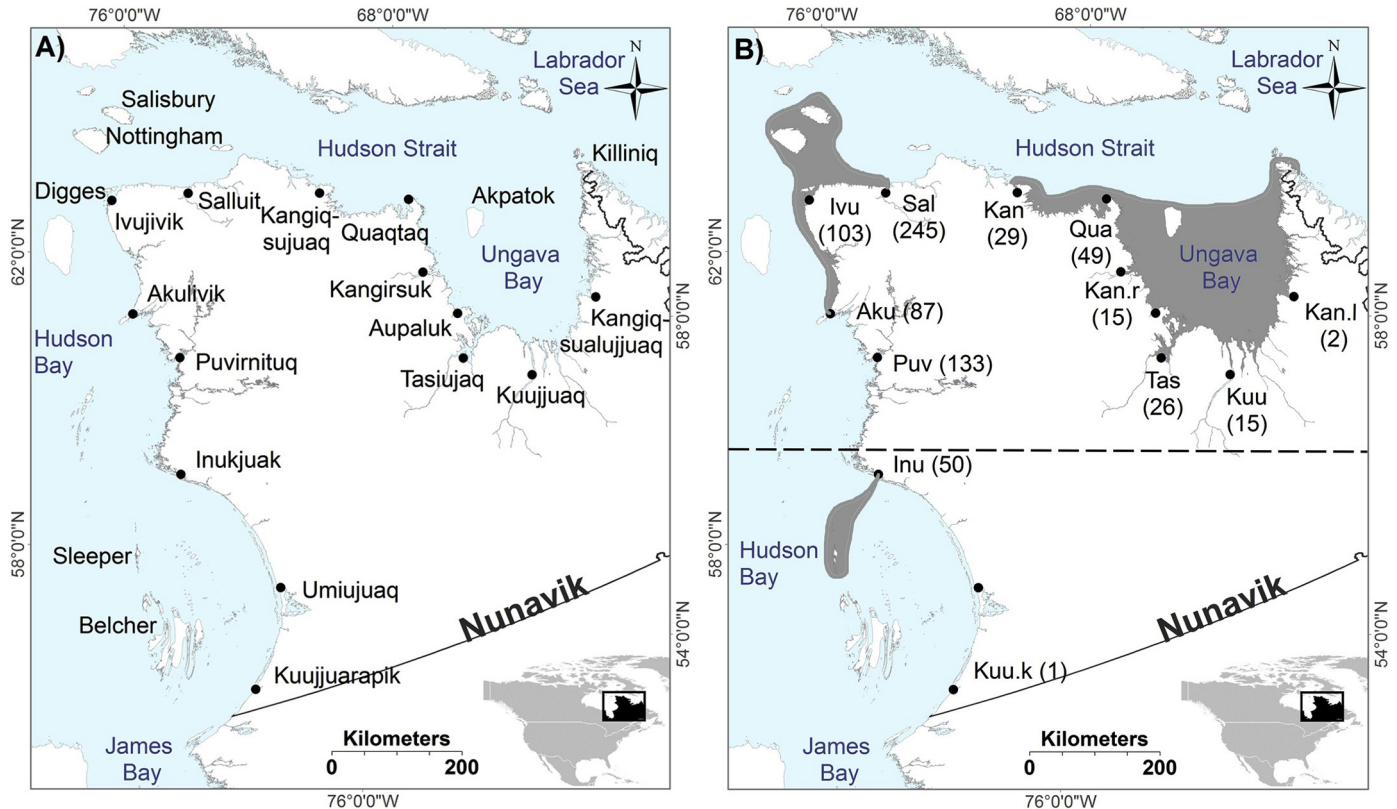 76°0'0"W
68°0'0"W
A)
Labrador
Sea
N
Salisbury
Nottingham
Hudson Strait
Killiniq
Digges
Salluit
Akpatok
Ivujivik
Kangiq-
sujuaq
Quaqtaq
62°0'0"N
Ungava
Bay
Kangirsuk
Akulivik
58°0'0"N
Aupaluk
Kangiq-
sualujjuaq
Hudson
Bay
Puvirnituq
Tasiujaq
Kuujjuaq
Inukjuak
58°0'0"N
Sleeper
Umiujuaq
Nunavik
Belcher
54°0'0"N
Kuujjuarapik
James
Bay
Kilometers
0
200
76°0'0"W
76°0'0"W
68°0'0"W
B)
Labrador
Sea
N
Hudson Strait
Ivu
(103)
Sal
(245)
Kan
(29)
Qua
(49)
62°0'0"N
Ungava
Bay
Kan.r
(15)
Kan.l
(2)
58°0'0"N
Aku (87)
Puv (133)
Tas
(26)
Kuu
(15)
Inu (50)
58°0'0"N
Hudson
Bay
Nunavik
54°0'0"N
Kuu.k (1)
James
Bay
Kilometers
0
200
76°0'0"W